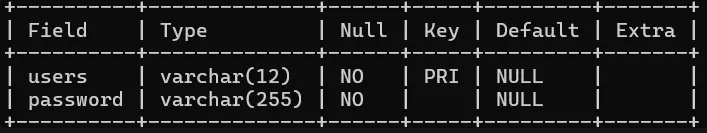 +----------+--------------+------+-----+---------+-------+
| Field    | Type         | Null | Key | Default | Extra |
+----------+--------------+------+-----+---------+-------+
| users    | varchar(12)  | NO   | PRI | NULL    |       |
| password | varchar(255) | NO   |     | NULL    |       |
+----------+--------------+------+-----+---------+-------+